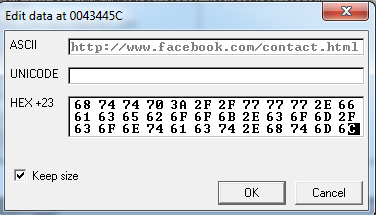 Edit data at 0043445C
ASCII http://www.facebook.com/contact.html
UNICODE
HEX +23 68 74 74 70 3A 2F 2F 77 77 77 2E 66
61 63 65 62 6F 6F 6B 2E 63 6F 6D 2F
63 6F 6E 74 61 63 74 2E 68 74 6D 6C
Keep size
OK Cancel